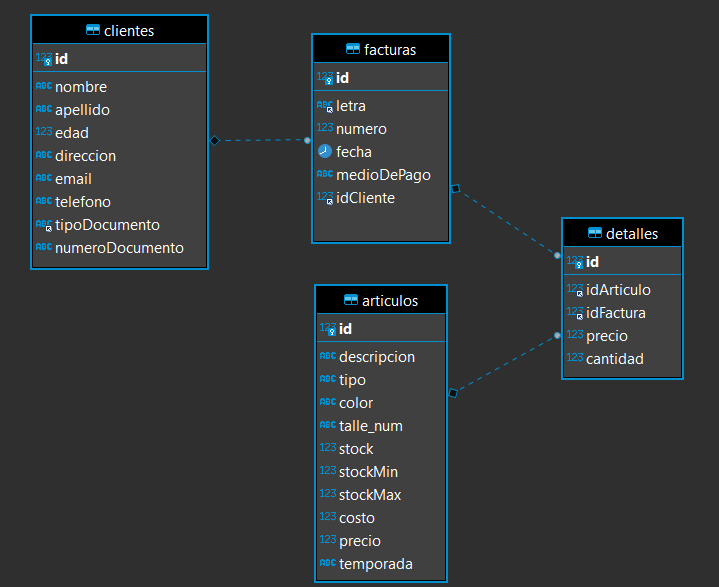 clientes
123 id
ABC nombre
ABC apellido
123 edad
ABC direccion
ABC email
ABC telefono
ABC tipoDocumento
ABC numeroDocumento
facturas
123 id
ABC letra
123 numero
fecha
ABC medioDePago
123 idCliente
detalles
123 id
123 idArticulo
123 idFactura
123 precio
123 cantidad
articulos
123 id
ABC descripcion
ABC tipo
ABC color
ABC talle_num
123 stock
123 stockMin
123 stockMax
123 costo
123 precio
ABC temporada